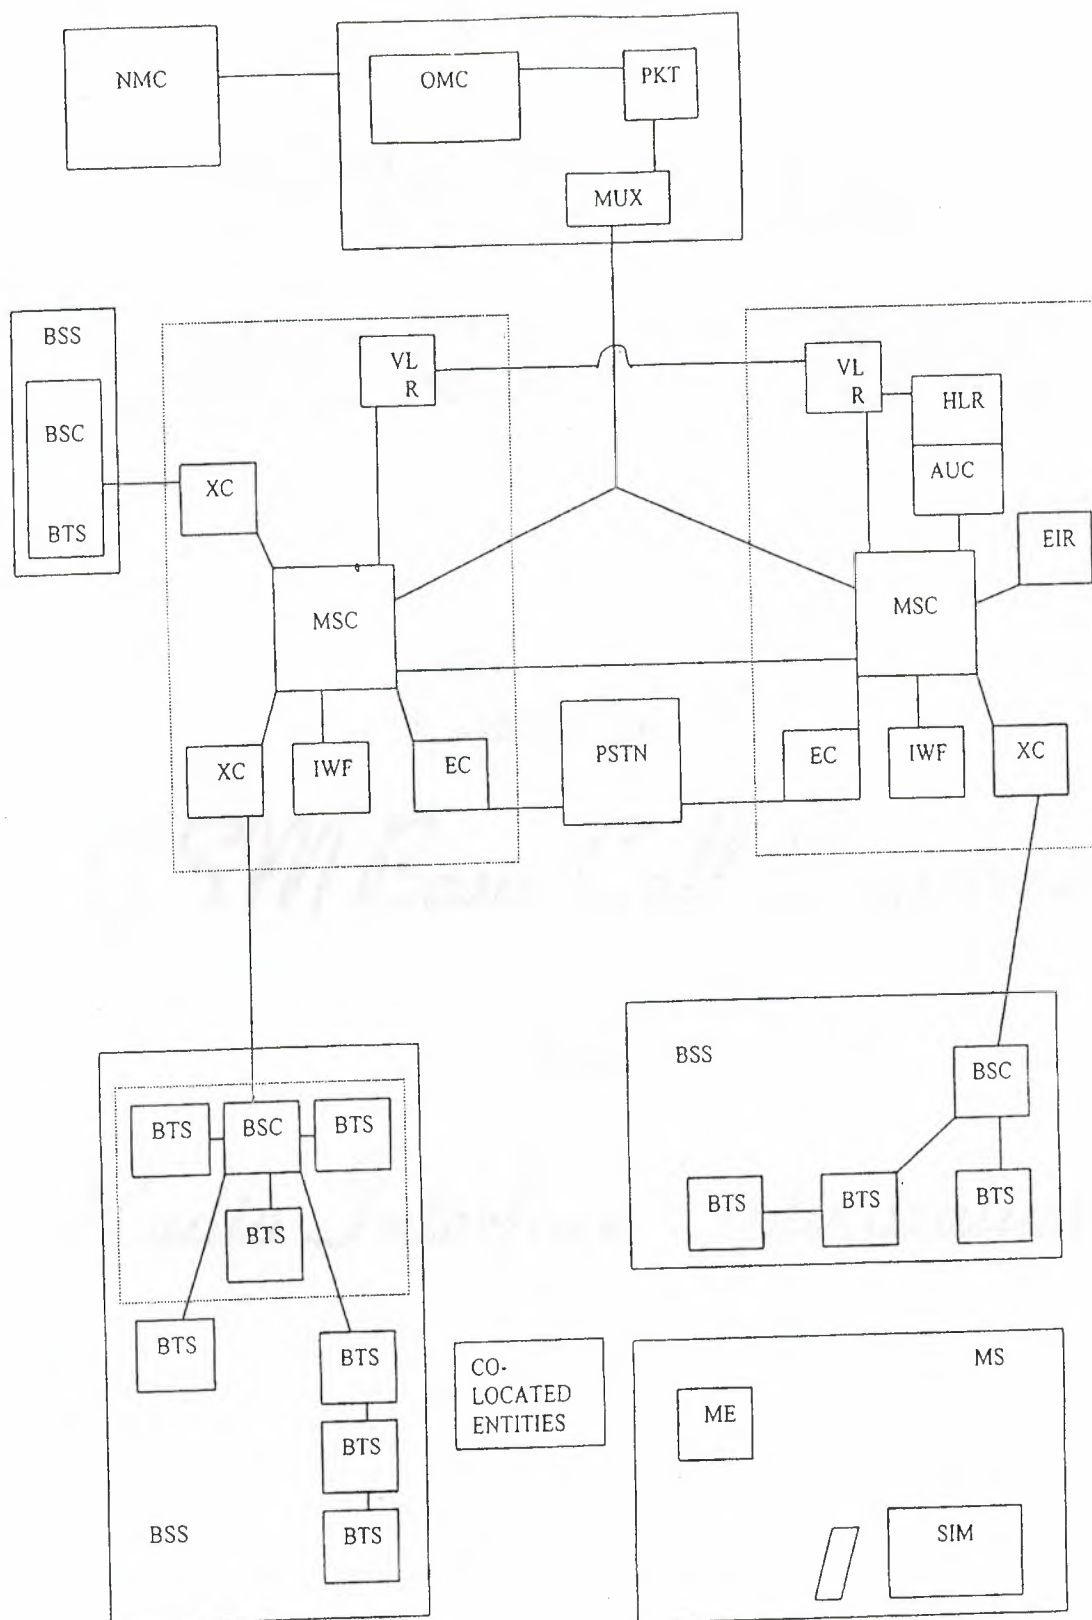 NMC
OMC
PKT
MUX
BSS
BSC
BTS
XC
VL
R
MSC
XC
IWF
EC
PSTN
VL
R
HLR
AUC
EIR
MSC
EC
IWF
XC
BTS
BSC
BTS
BTS
BTS
BTS
BTS
BTS
BSS
BSS
BSC
BTS
BTS
BTS
CO-
LOCATED
ENTITIES
MS
ME
SIM